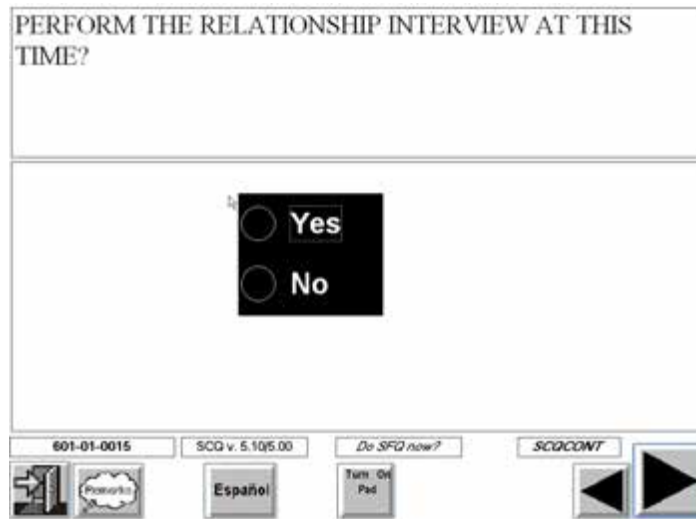 PERFORM THE RELATIONSHIP INTERVIEW AT THIS
TIME?
Yes
No
601-01-0015
SCQ v. 5.10/5.00
Do SFQ now?
SCQCONT
Remarks
Español
Turn On
Pad